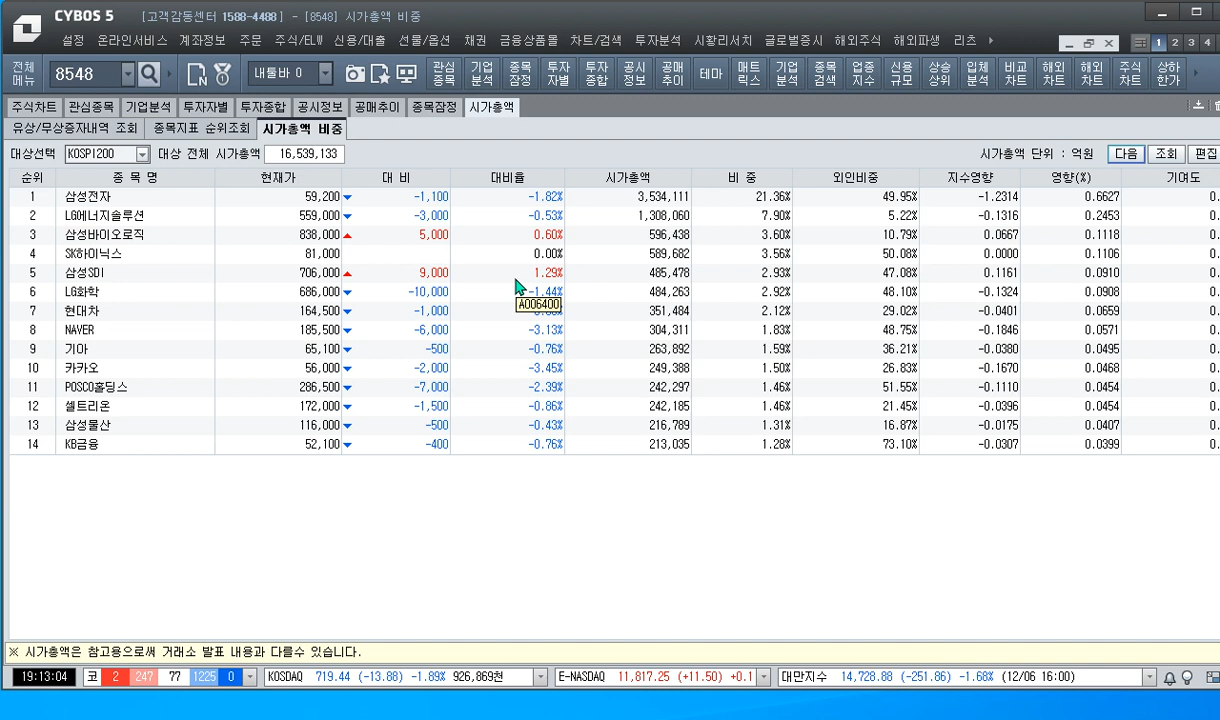 CYBOS 5 [고객감동센터 1588-4488] - [8548] 시가총액 비중
설정 온라인서비스 계좌정보 주문 주식/ELW 신용/대출 선물/옵션 채권 금융상품몰 차트/검색 투자분석 시황리서치 글로벌증시 해외주식 해외파생 리츠 1 2 3 4
전체메뉴 8548 내툴바 0 관심종목 기업분석 종목잠정 투자자별 투자종합 공시정보 공매추이 테마 매트릭스 기업분석 종목검색 업종지수 신용규모 상승상위 입체분석 비교차트 해외차트 해외차트 주식차트 상하한가
주식차트 관심종목 기업분석 투자자별 투자종합 공시정보 공매추이 종목잠정 시가총액
유상/무상증자내역 조회 종목지표 순위조회 시가총액 비중
대상선택 KOSPI200 대상 전체 시가총액 16,539,133 시가총액 단위 : 억원 다음 조회 편집
순위 종 목 명 현재가 대 비 대비율 시가총액 비 중 외인비중 지수영향 영향(%) 기여도
1 삼성전자 59,200 ▼ -1,100 -1.82% 3,534,111 21.36% 49.95% -1.2314 0.6627 0.
2 LG에너지솔루션 559,000 ▼ -3,000 -0.53% 1,308,060 7.90% 5.22% -0.1316 0.2453 0.
3 삼성바이오로직 838,000 ▲ 5,000 0.60% 596,438 3.60% 10.79% 0.0667 0.1118 0.
4 SK하이닉스 81,000 0.00% 589,682 3.56% 50.08% 0.0000 0.1106 0.
5 삼성SDI 706,000 ▲ 9,000 1.29% 485,478 2.93% 47.08% 0.1161 0.0910 0.
6 LG화학 686,000 ▼ -10,000 -1.44% 484,263 2.92% 48.10% -0.1324 0.0908 0.
A006400
7 현대차 164,500 ▼ -1,000 351,484 2.12% 29.02% -0.0401 0.0659 0.
8 NAVER 185,500 ▼ -6,000 -3.13% 304,311 1.83% 48.75% -0.1846 0.0571 0.
9 기아 65,100 ▼ -500 -0.76% 263,892 1.59% 36.21% -0.0380 0.0495 0.
10 카카오 56,000 ▼ -2,000 -3.45% 249,388 1.50% 26.83% -0.1670 0.0468 0.
11 POSCO홀딩스 286,500 ▼ -7,000 -2.39% 242,297 1.46% 51.55% -0.1110 0.0454 0.
12 셀트리온 172,000 ▼ -1,500 -0.86% 242,185 1.46% 21.45% -0.0396 0.0454 0.
13 삼성물산 116,000 ▼ -500 -0.43% 216,789 1.31% 16.87% -0.0175 0.0407 0.
14 KB금융 52,100 ▼ -400 -0.76% 213,035 1.28% 73.10% -0.0307 0.0399 0.
※ 시가총액은 참고용으로써 거래소 발표 내용과 다를수 있습니다.
19:13:04 코 2 247 77 1225 0 KOSDAQ 719.44 (-13.88) -1.89% 926,869천 E-NASDAQ 11,817.25 (+11.50) +0.1 대만지수 14,728.88 (-251.86) -1.68% (12/06 16:00)